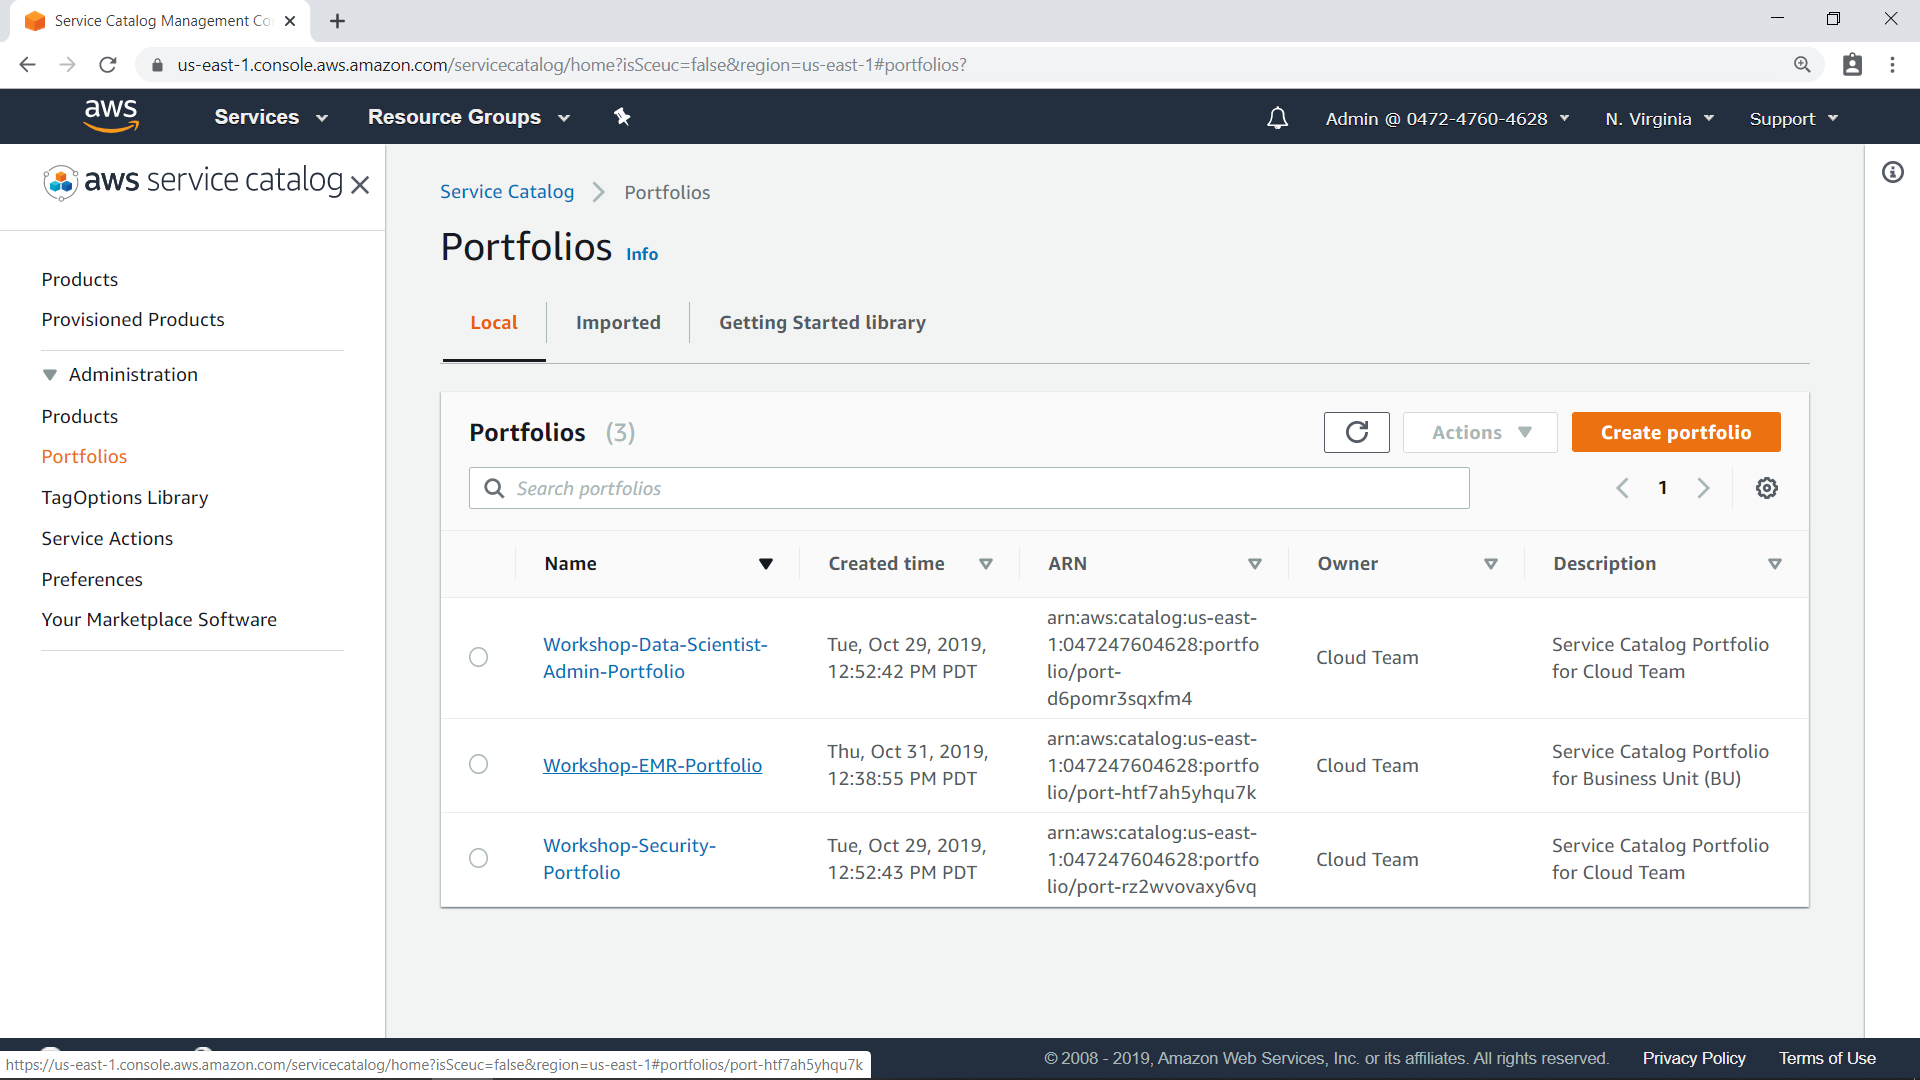 Service Catalog Management Co
us-east-1.console.aws.amazon.com/servicecatalog/home?isSceuc=false&region=us-east-1#portfolios?
aws
Services
Resource Groups
Admin @ 0472-4760-4628
N. Virginia
Support
aws service catalog
Products
Provisioned Products
Administration
Products
Portfolios
TagOptions Library
Service Actions
Preferences
Your Marketplace Software
Service Catalog
Portfolios
Portfolios Info
Local
Imported
Getting Started library
Portfolios (3)
Actions
Create portfolio
Search portfolios
1
Name
Created time
ARN
Owner
Description
Workshop-Data-Scientist-
Admin-Portfolio
Tue, Oct 29, 2019,
12:52:42 PM PDT
arn:aws:catalog:us-east-
1:047247604628:portfo
lio/port-
d6pomr3sqxfm4
Cloud Team
Service Catalog Portfolio
for Cloud Team
Workshop-EMR-Portfolio
Thu, Oct 31, 2019,
12:38:55 PM PDT
arn:aws:catalog:us-east-
1:047247604628:portfo
lio/port-htf7ah5yhqu7k
Cloud Team
Service Catalog Portfolio
for Business Unit (BU)
Workshop-Security-
Portfolio
Tue, Oct 29, 2019,
12:52:43 PM PDT
arn:aws:catalog:us-east-
1:047247604628:portfo
lio/port-rz2wvovaxy6vq
Cloud Team
Service Catalog Portfolio
for Cloud Team
https://us-east-1.console.aws.amazon.com/servicecatalog/home?isSceuc=false&region=us-east-1#portfolios/port-htf7ah5yhqu7k
© 2008 - 2019, Amazon Web Services, Inc. or its affiliates. All rights reserved.
Privacy Policy
Terms of Use